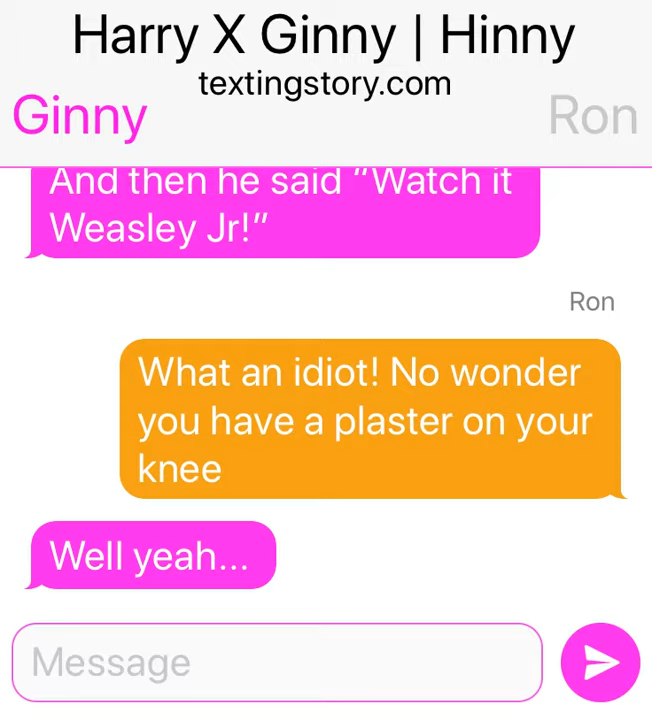 Harry X Ginny | Hinny
textingstory.com
Ginny
Ron
And then he said “Watch it
Weasley Jr!”
Ron
What an idiot! No wonder
you have a plaster on your
knee
Well yeah...
Message